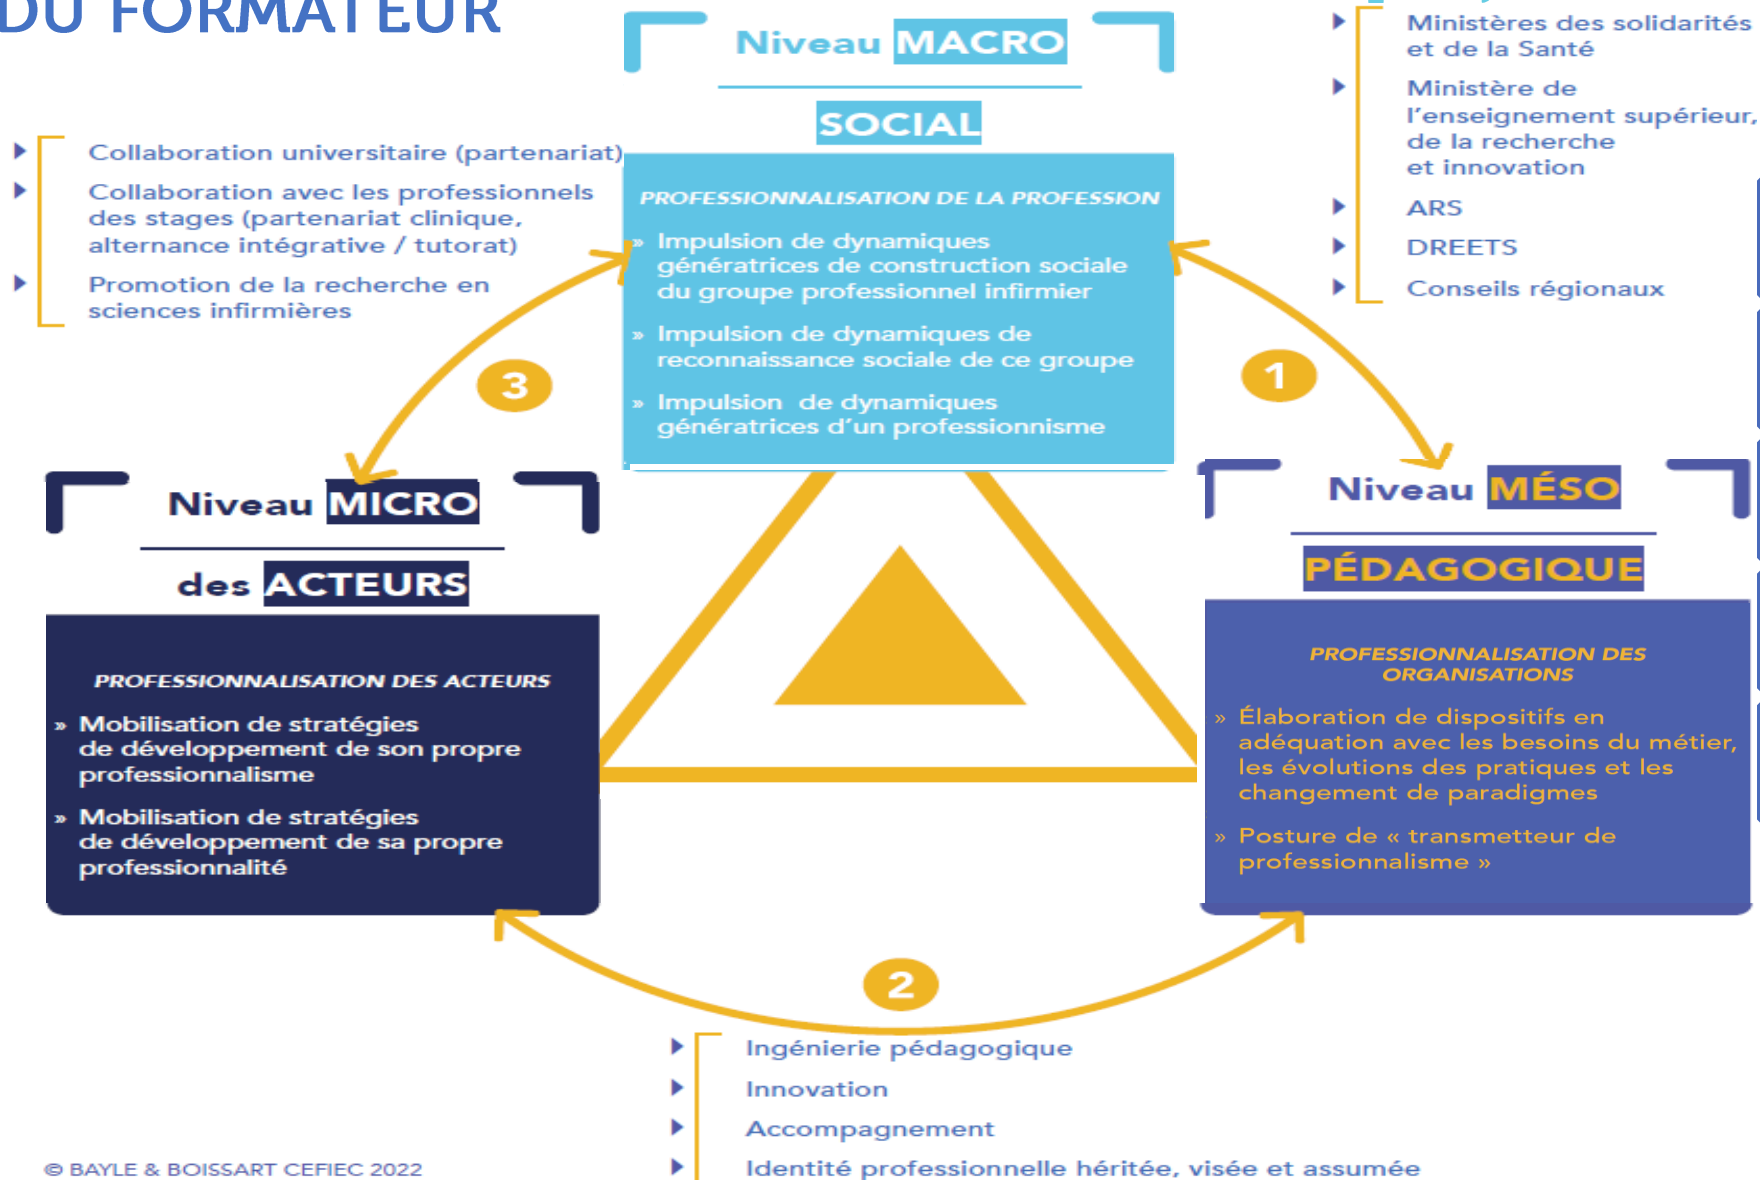 DU FORMATEUR
Niveau MACRO
SOCIAL
PROFESSIONNALISATION DE LA PROFESSION
» Impulsion de dynamiques
génératrices de construction sociale
du groupe professionnel infirmier
» Impulsion de dynamiques de
reconnaissance sociale de ce groupe
» Impulsion de dynamiques
génératrices d’un professionnisme
Ministères des solidarités
et de la Santé
Ministère de
l’enseignement supérieur,
de la recherche
et innovation
ARS
DREETS
Conseils régionaux
Collaboration universitaire (partenariat)
Collaboration avec les professionnels
des stages (partenariat clinique,
alternance intégrative / tutorat)
Promotion de la recherche en
sciences infirmières
3
1
Niveau MICRO
des ACTEURS
PROFESSIONNALISATION DES ACTEURS
» Mobilisation de stratégies
de développement de son propre
professionnalisme
» Mobilisation de stratégies
de développement de sa propre
professionnalité
Niveau MÉSO
PÉDAGOGIQUE
PROFESSIONNALISATION DES
ORGANISATIONS
» Élaboration de dispositifs en
adéquation avec les besoins du métier,
les évolutions des pratiques et les
changement de paradigmes
» Posture de « transmetteur de
professionnalisme »
2
Ingénierie pédagogique
Innovation
Accompagnement
Identité professionnelle héritée, visée et assumée
© BAYLE & BOISSART CEFIEC 2022